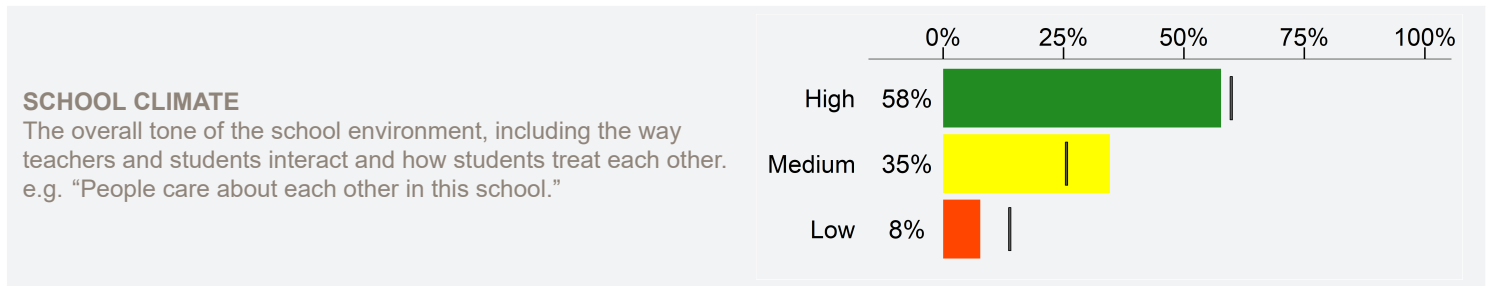 SCHOOL CLIMATE
The overall tone of the school environment, including the way
teachers and students interact and how students treat each other.
e.g. “People care about each other in this school.”
0% 25% 50% 75% 100%
High 58%
Medium 35%
Low 8%